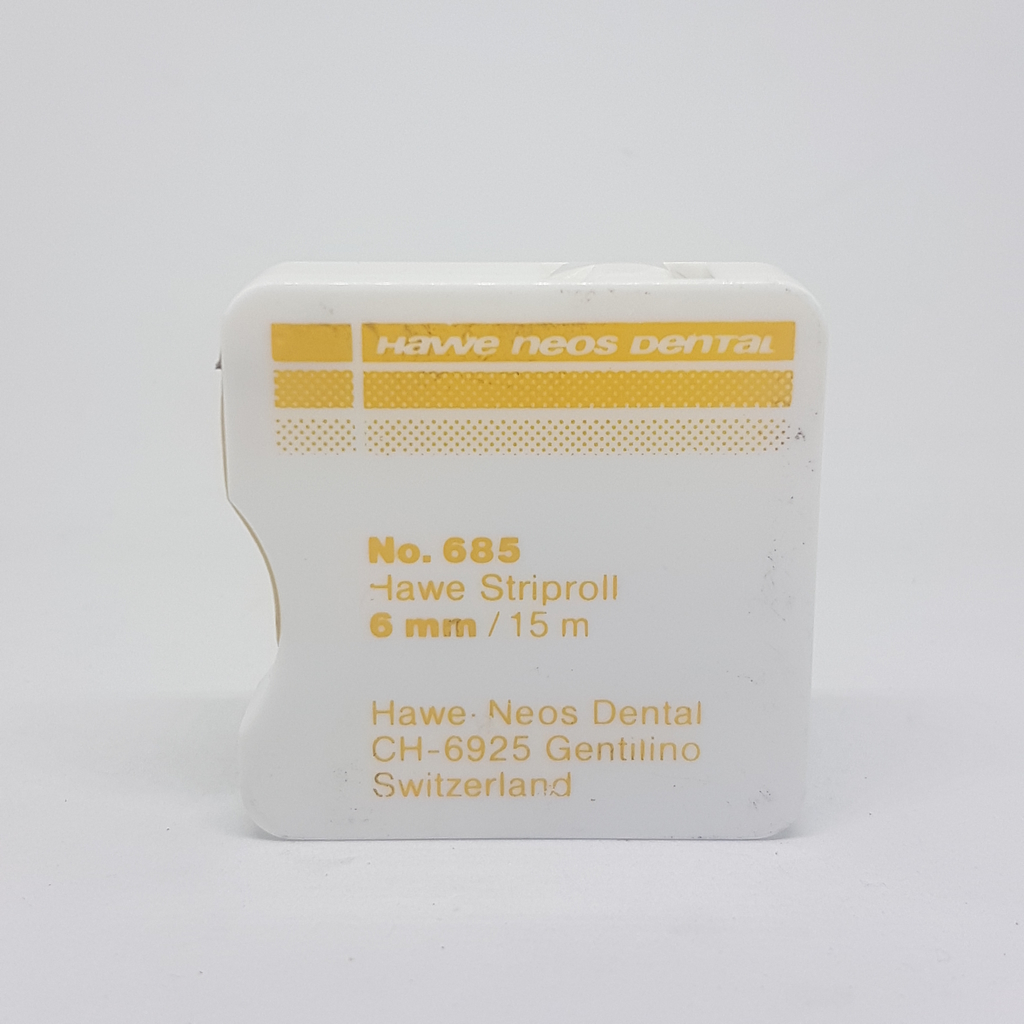 Hawe neos Dental
No. 685
Hawe Striproll
6 mm / 15 m
Hawe-Neos Dental
CH-6925 Gentilino
Switzerland